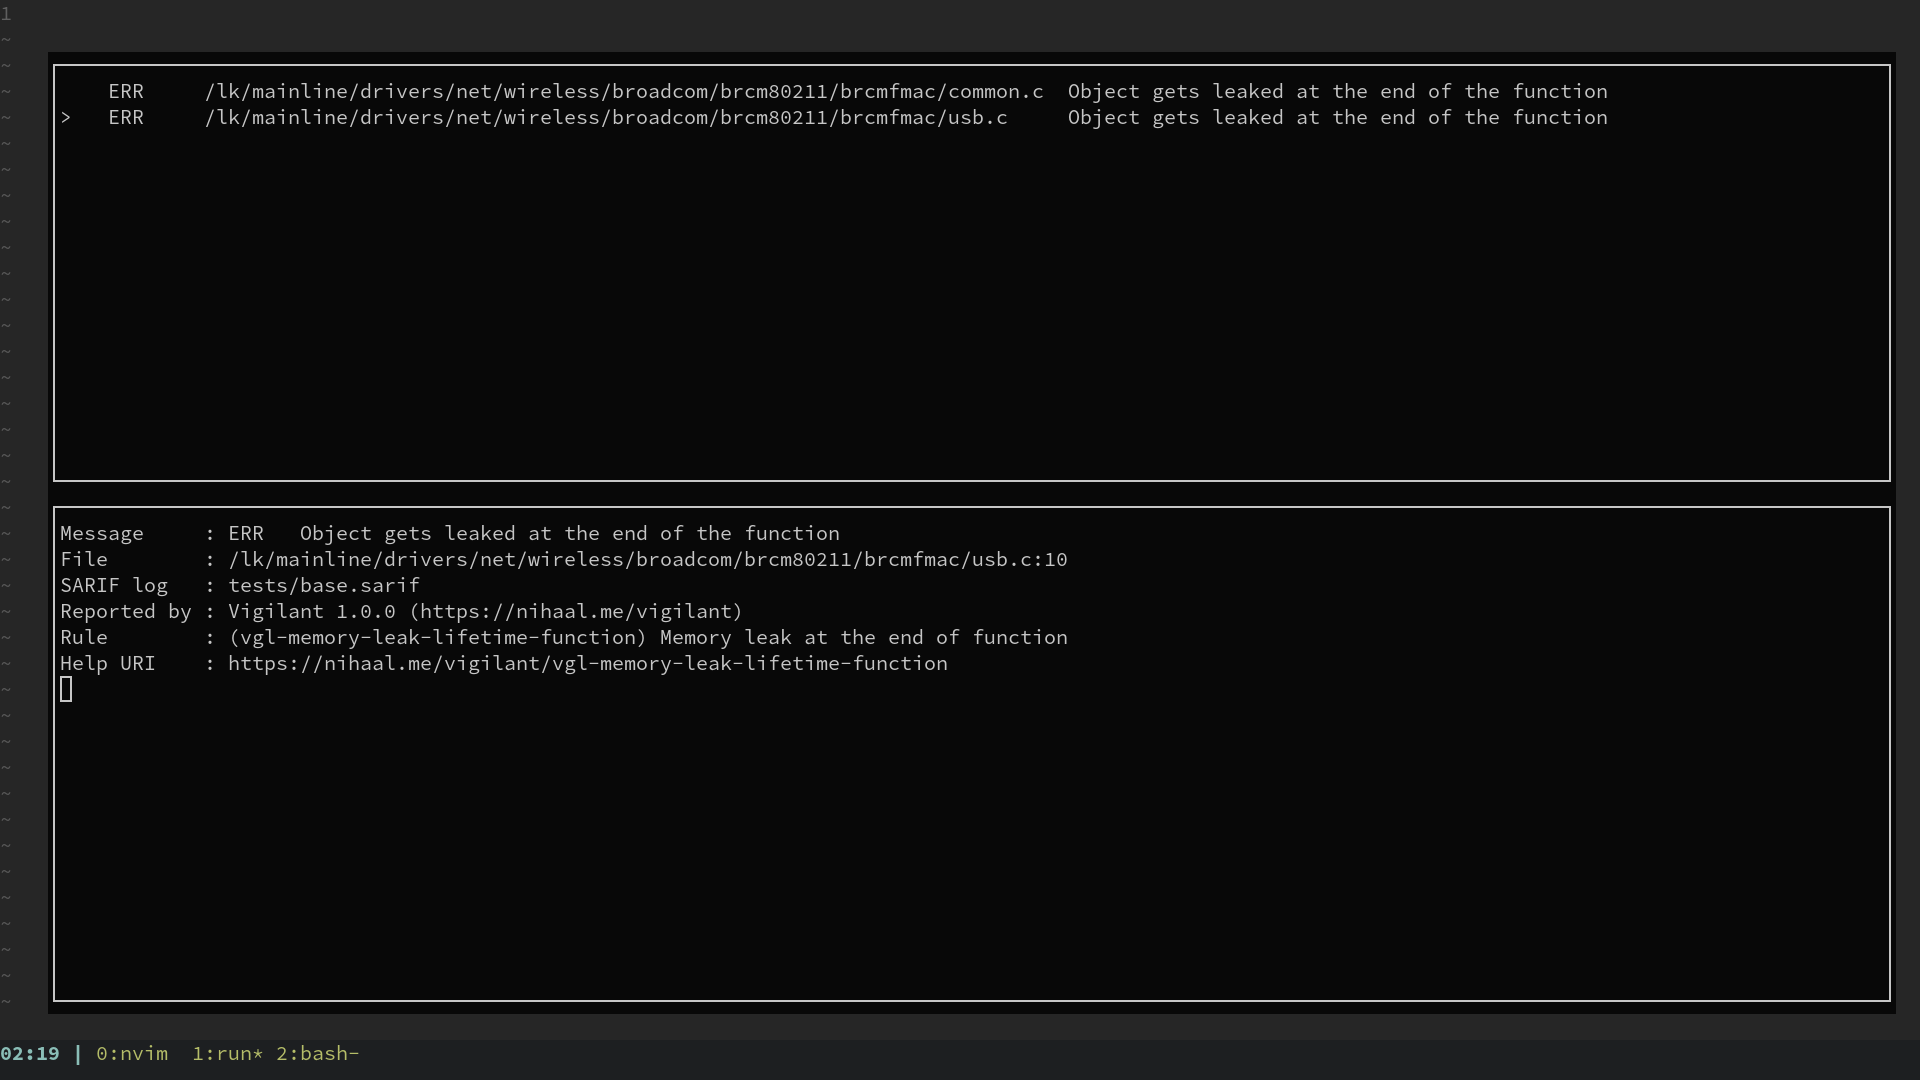 1
~
~
~
ERR /lk/mainline/drivers/net/wireless/broadcom/brcm80211/brcmfmac/common.c Object gets leaked at the end of the function
> ERR /lk/mainline/drivers/net/wireless/broadcom/brcm80211/brcmfmac/usb.c Object gets leaked at the end of the function
Message : ERR Object gets leaked at the end of the function
File : /lk/mainline/drivers/net/wireless/broadcom/brcm80211/brcmfmac/usb.c:10
SARIF log : tests/base.sarif
Reported by : Vigilant 1.0.0 (https://nihaal.me/vigilant)
Rule : (vgl-memory-leak-lifetime-function) Memory leak at the end of function
Help URI : https://nihaal.me/vigilant/vgl-memory-leak-lifetime-function
02:19 | 0:nvim 1:run* 2:bash-